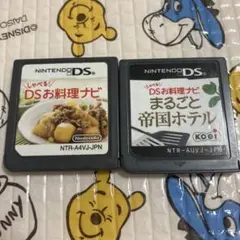 NINTENDO DS
しゃべる!
DSお料理ナビ
Nintendo
NTR-A4VJ-JPN
NINTENDO DS
しゃべる!
DSお料理ナビ
まるごと
帝国ホテル
KOEI
NTR-AUVJ-JPN